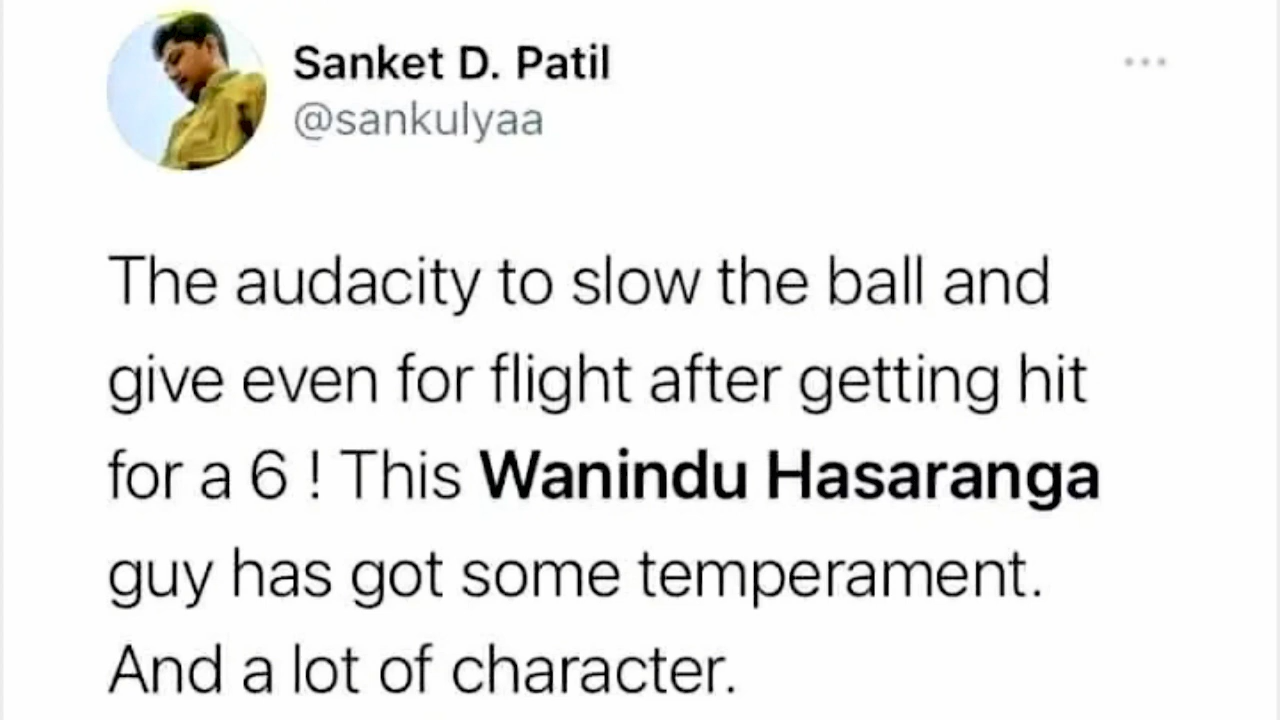 Sanket D. Patil
@sankulyaa
The audacity to slow the ball and
give even for flight after getting hit
for a 6 ! This Wanindu Hasaranga
guy has got some temperament.
And a lot of character.